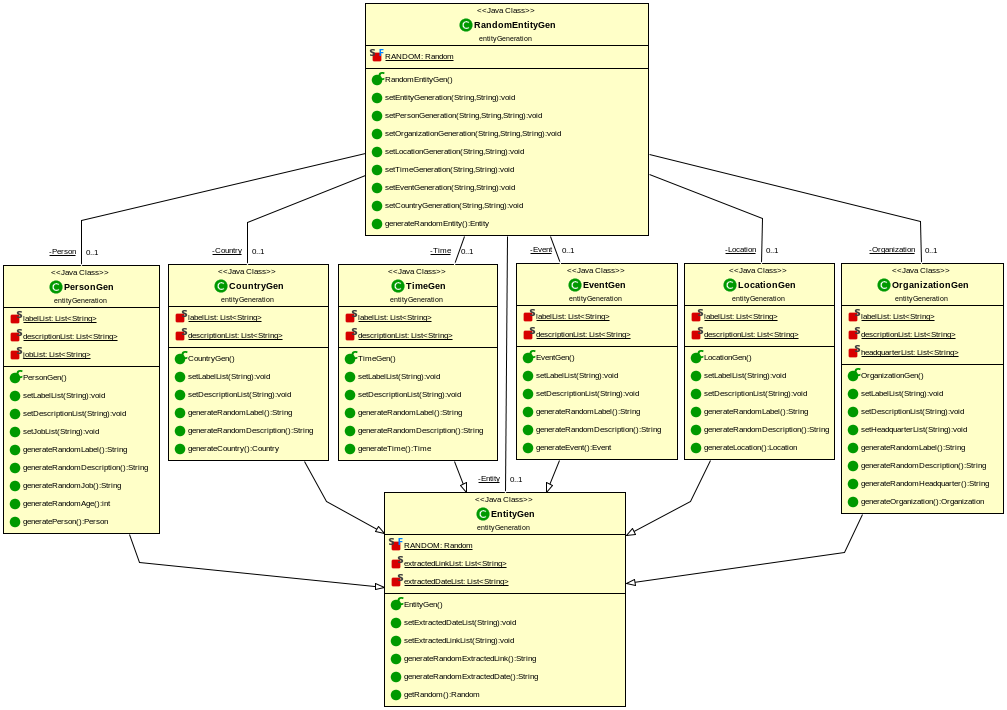 <<Java Class>>
RandomEntityGen
entityGeneration
RANDOM: Random
RandomEntityGen()
setEntityGeneration(String,String):void
setPersonGeneration(String,String,String):void
setOrganizationGeneration(String,String,String):void
setLocationGeneration(String,String):void
setTimeGeneration(String,String):void
setEventGeneration(String,String):void
setCountryGeneration(String,String):void
generateRandomEntity():Entity
-Person 0..1
-Country 0..1
-Time 0..1
-Event 0..1
-Location 0..1
-Organization 0..1
<<Java Class>>
PersonGen
entityGeneration
labelList: List<String>
descriptionList: List<String>
jobList: List<String>
PersonGen()
setLabelList(String):void
setDescriptionList(String):void
setJobList(String):void
generateRandomLabel():String
generateRandomDescription():String
generateRandomJob():String
generateRandomAge():int
generatePerson():Person
<<Java Class>>
CountryGen
entityGeneration
labelList: List<String>
descriptionList: List<String>
CountryGen()
setLabelList(String):void
setDescriptionList(String):void
generateRandomLabel():String
generateRandomDescription():String
generateCountry():Country
<<Java Class>>
TimeGen
entityGeneration
labelList: List<String>
descriptionList: List<String>
TimeGen()
setLabelList(String):void
setDescriptionList(String):void
generateRandomLabel():String
generateRandomDescription():String
generateTime():Time
<<Java Class>>
EventGen
entityGeneration
labelList: List<String>
descriptionList: List<String>
EventGen()
setLabelList(String):void
setDescriptionList(String):void
generateRandomLabel():String
generateRandomDescription():String
generateEvent():Event
<<Java Class>>
LocationGen
entityGeneration
labelList: List<String>
descriptionList: List<String>
LocationGen()
setLabelList(String):void
setDescriptionList(String):void
generateRandomLabel():String
generateRandomDescription():String
generateLocation():Location
<<Java Class>>
OrganizationGen
entityGeneration
labelList: List<String>
descriptionList: List<String>
headquarterList: List<String>
OrganizationGen()
setLabelList(String):void
setDescriptionList(String):void
setHeadquarterList(String):void
generateRandomLabel():String
generateRandomDescription():String
generateRandomHeadquarter():String
generateOrganization():Organization
-Entity 0..1
<<Java Class>>
EntityGen
entityGeneration
RANDOM: Random
extractedLinkList: List<String>
extractedDateList: List<String>
EntityGen()
setExtractedDateList(String):void
setExtractedLinkList(String):void
generateRandomExtractedLink():String
generateRandomExtractedDate():String
getRandom():Random